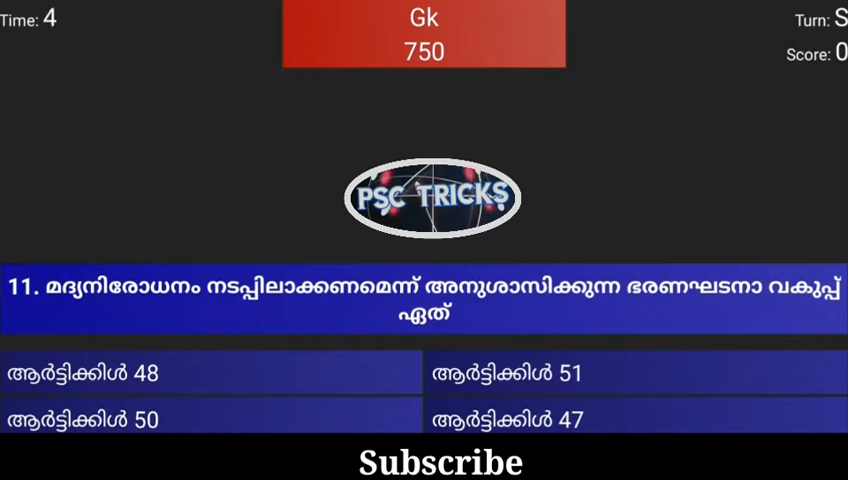 Time: 4
Gk
Turn: S
750
Score: 0
PSC TRICKS
11. മദ്യനിരോധനം നടപ്പിലാക്കണമെന്ന് അനുശാസിക്കുന്ന ഭരണഘടനാ വകുപ്പ്
ഏത്
ആർട്ടിക്കിൾ 48
ആർട്ടിക്കിൾ 51
ആർട്ടിക്കിൾ 50
ആർട്ടിക്കിൾ 47
Subscribe